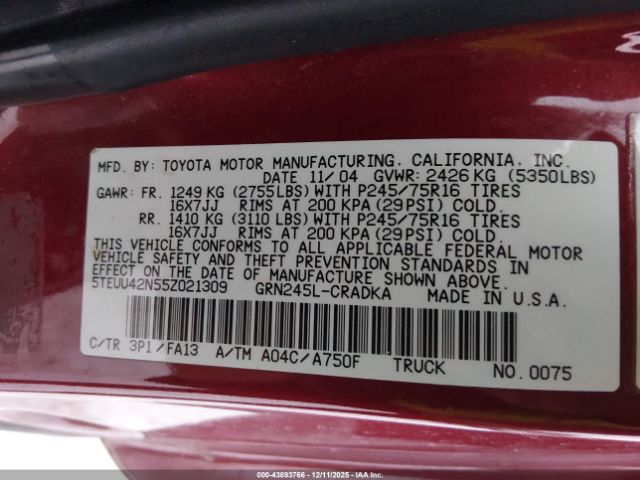 MFD. BY: TOYOTA MOTOR MANUFACTURING, CALIFORNIA, INC.
DATE 11/04 GVWR: 2426 KG (5350LBS)
GAWR: FR. 1249 KG (2755LBS) WITH P245/75R16 TIRES
16X7JJ RIMS AT 200 KPA (29PSI) COLD.
RR. 1410 KG (3110 LBS) WITH P245/75R16 TIRES
16X7JJ RIMS AT 200 KPA (29 PSI) COLD.
THIS VEHICLE CONFORMS TO ALL APPLICABLE FEDERAL MOTOR
VEHICLE SAFETY AND THEFT PREVENTION STANDARDS IN
EFFECT ON THE DATE OF MANUFACTURE SHOWN ABOVE.
5TEUU42N55Z021309 GRN245L-CRADKA MADE IN U.S.A.
C/TR 3P1/FA13 A/TM A04C/A750F TRUCK NO. 0075
000-43893766 - 12/11/2025 - IAAI.CA